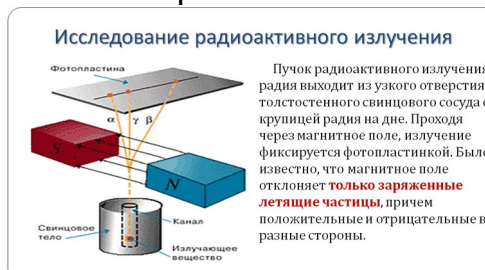 Исследование радиоактивного излучения
Фотопластина
α γ β
S
N
Свинцовое тело
Канал
Излучающее вещество
Пучок радиоактивного излучения
радия выходит из узкого отверстия
толстостенного свинцового сосуда с
крупицей радия на дне. Проходя
через магнитное поле, излучение
фиксируется фотопластинкой. Было
известно, что магнитное поле
отклоняет только заряженные
летящие частицы, причем
положительные и отрицательные в
разные стороны.